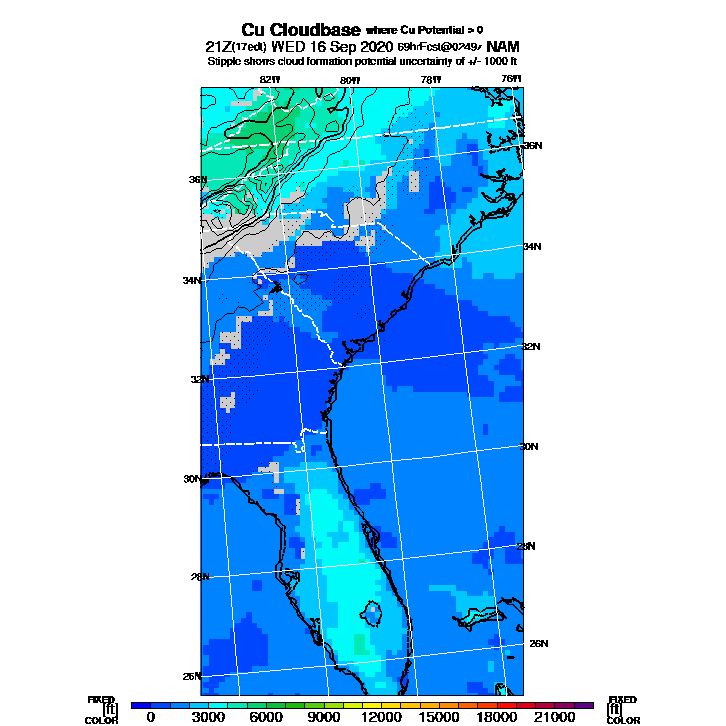 Cu Cloudbase where Cu Potential > 0
21Z(17edt) WED 16 Sep 2020 69hrFcst@0249z NAM
Stipple shows cloud formation potential uncertainty of +/- 1000 ft
82W 80W 78W 76W
36N
36N
34N
34N
32N
32N
30N
30N
28N
28N
26N
26N
FIXED FIXED
[ft] [ft]
COLOR COLOR
0 3000 6000 9000 12000 15000 18000 21000